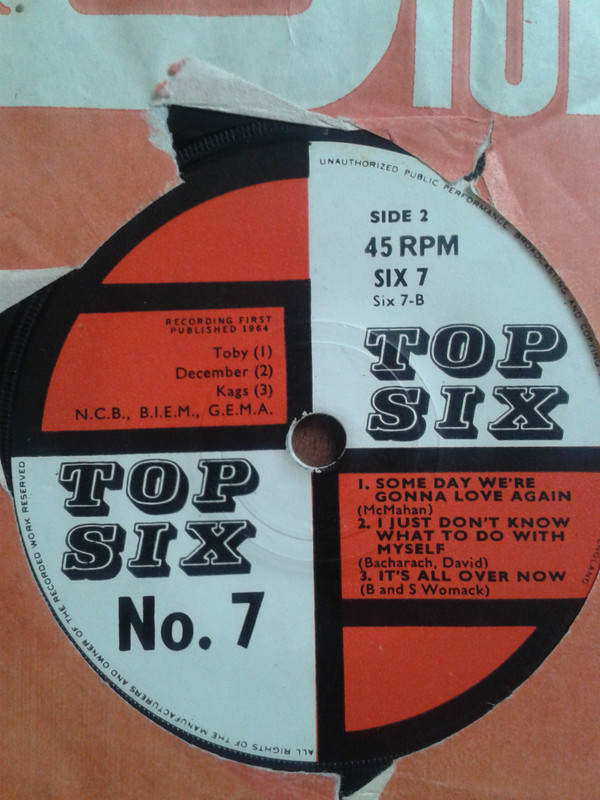 UNAUTHORIZED PUBLIC PERFORMANCE BROADCASTING AND COPYING
SIDE 2
45 RPM
SIX 7
Six 7-B
TOP
SIX
RECORDING FIRST
PUBLISHED 1964
Toby (1)
December (2)
Kags (3)
N.C.B., B.I.E.M., G.E.M.A.
TOP
SIX
No. 7
1. SOME DAY WE'RE
GONNA LOVE AGAIN
(McMahan)
2. I JUST DON'T KNOW
WHAT TO DO WITH
MYSELF
(Bacharach, David)
3. IT'S ALL OVER NOW
(B and S Womack)
ENGLAND
ALL RIGHTS OF THE MANUFACTURERS AND OWNER OF THE RECORDED WORK RESERVED